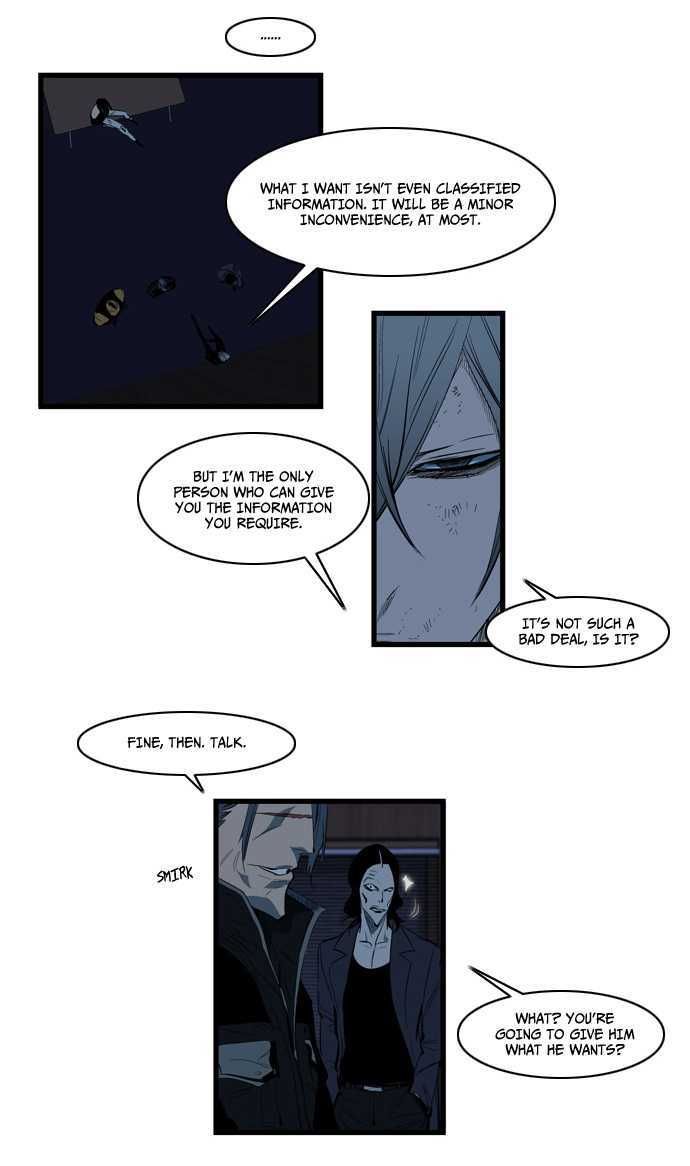 ......
WHAT I WANT ISN'T EVEN CLASSIFIED
INFORMATION. IT WILL BE A MINOR
INCONVENIENCE, AT MOST.
BUT I'M THE ONLY
PERSON WHO CAN GIVE
YOU THE INFORMATION
YOU REQUIRE.
IT'S NOT SUCH A
BAD DEAL, IS IT?
FINE, THEN. TALK.
SMIRK
WHAT? YOU'RE
GOING TO GIVE HIM
WHAT HE WANTS?